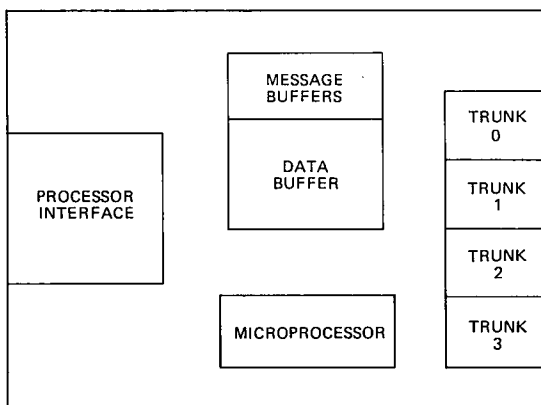 MESSAGE
BUFFERS
DATA
BUFFER
PROCESSOR
INTERFACE
MICROPROCESSOR
TRUNK
0
TRUNK
1
TRUNK
2
TRUNK
3